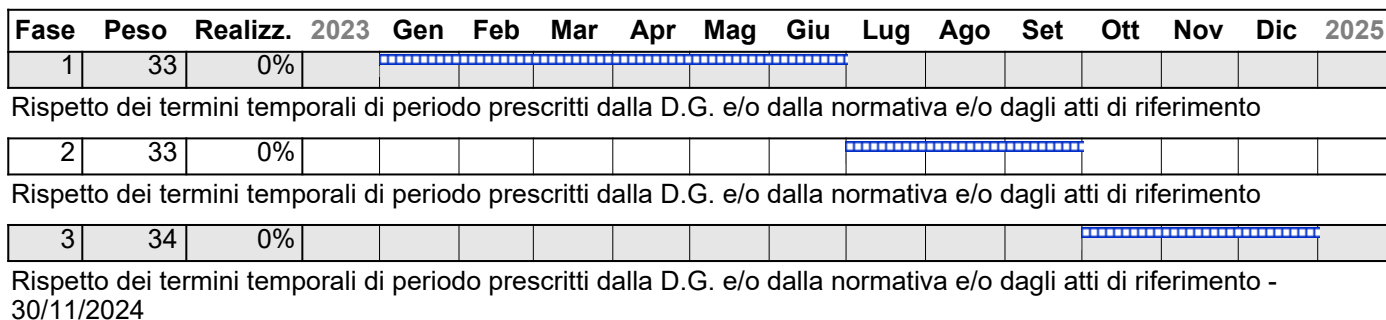 Fase Peso Realizz. 2023 Gen Feb Mar Apr Mag Giu Lug Ago Set Ott Nov Dic 2025
1 33 0%
Rispetto dei termini temporali di periodo prescritti dalla D.G. e/o dalla normativa e/o dagli atti di riferimento
2 33 0%
Rispetto dei termini temporali di periodo prescritti dalla D.G. e/o dalla normativa e/o dagli atti di riferimento
3 34 0%
Rispetto dei termini temporali di periodo prescritti dalla D.G. e/o dalla normativa e/o dagli atti di riferimento -
30/11/2024